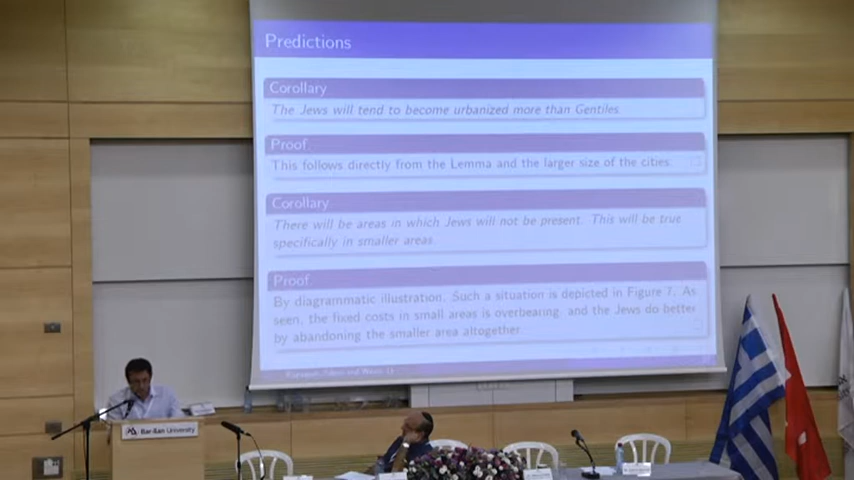 Predictions
Corollary
The Jews will tend to become urbanized more than Gentiles.
Proof.
This follows directly from the Lemma and the larger size of the cities.
Corollary
There will be areas in which Jews will not be present. This will be true
specifically in smaller areas.
Proof.
By diagrammatic illustration. Such a situation is depicted in Figure 7. As
seen, the fixed costs in small areas is overbearing, and the Jews do better
by abandoning the smaller area altogether.
Bar-Ilan University